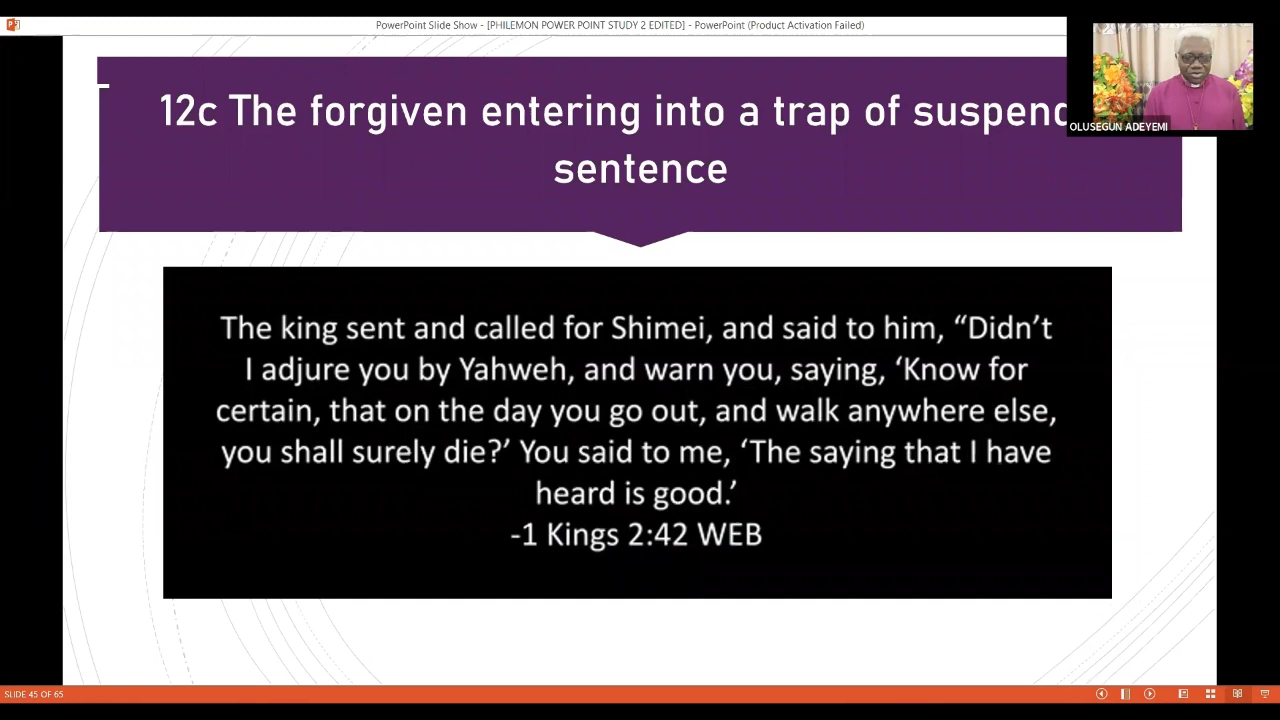 PowerPoint Slide Show - [PHILEMON POWER POINT STUDY 2 EDITED] - PowerPoint (Product Activation Failed)
12c The forgiven entering into a trap of suspend
sentence
OLUSEGUN ADEYEMI
The king sent and called for Shimei, and said to him, “Didn’t
I adjure you by Yahweh, and warn you, saying, ‘Know for
certain, that on the day you go out, and walk anywhere else,
you shall surely die?’ You said to me, ‘The saying that I have
heard is good.’
-1 Kings 2:42 WEB
SLIDE 45 OF 65